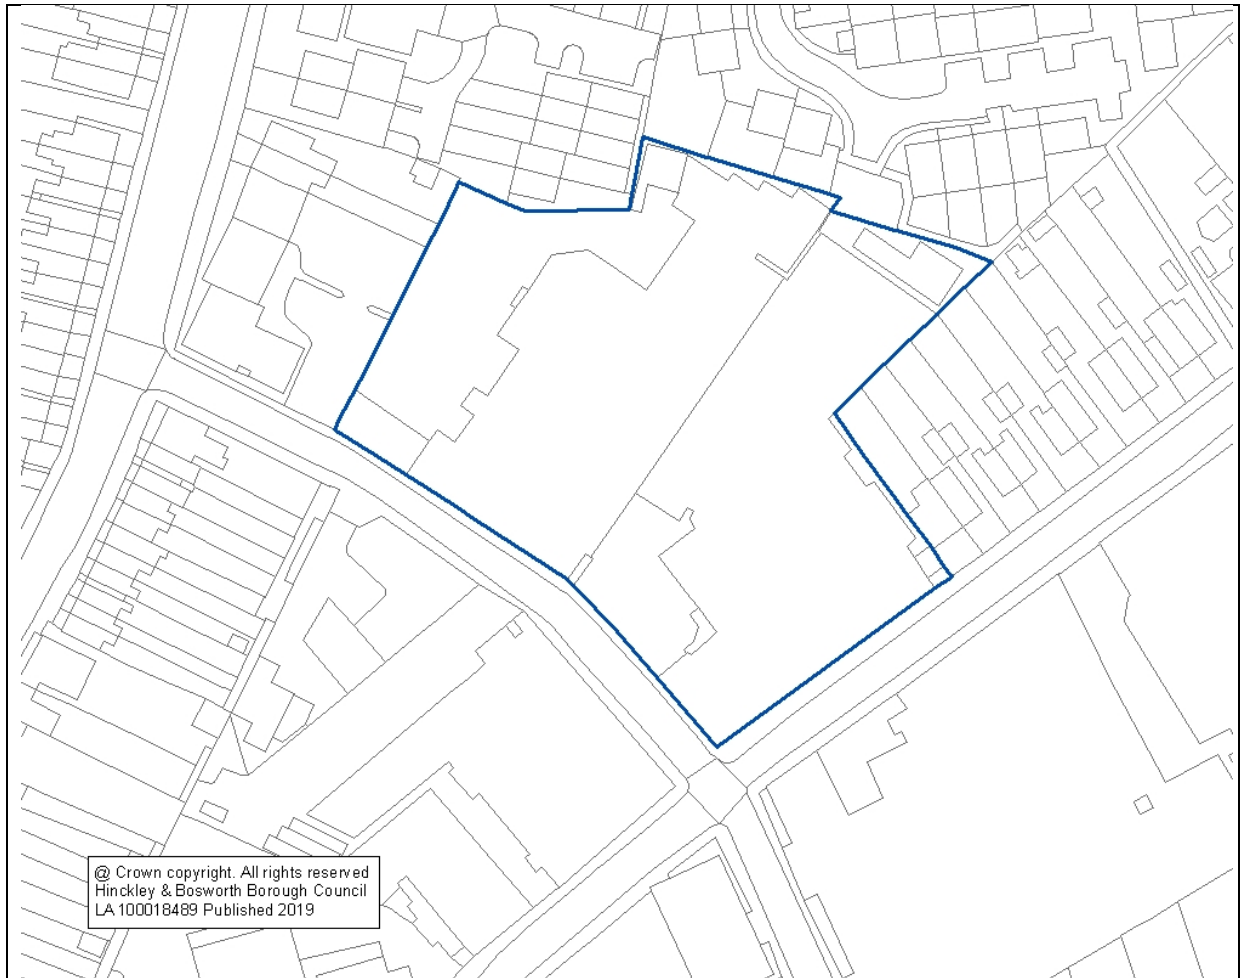 @ Crown copyright. All rights reserved
Hinckley & Bosworth Borough Council
LA 100018489 Published 2019